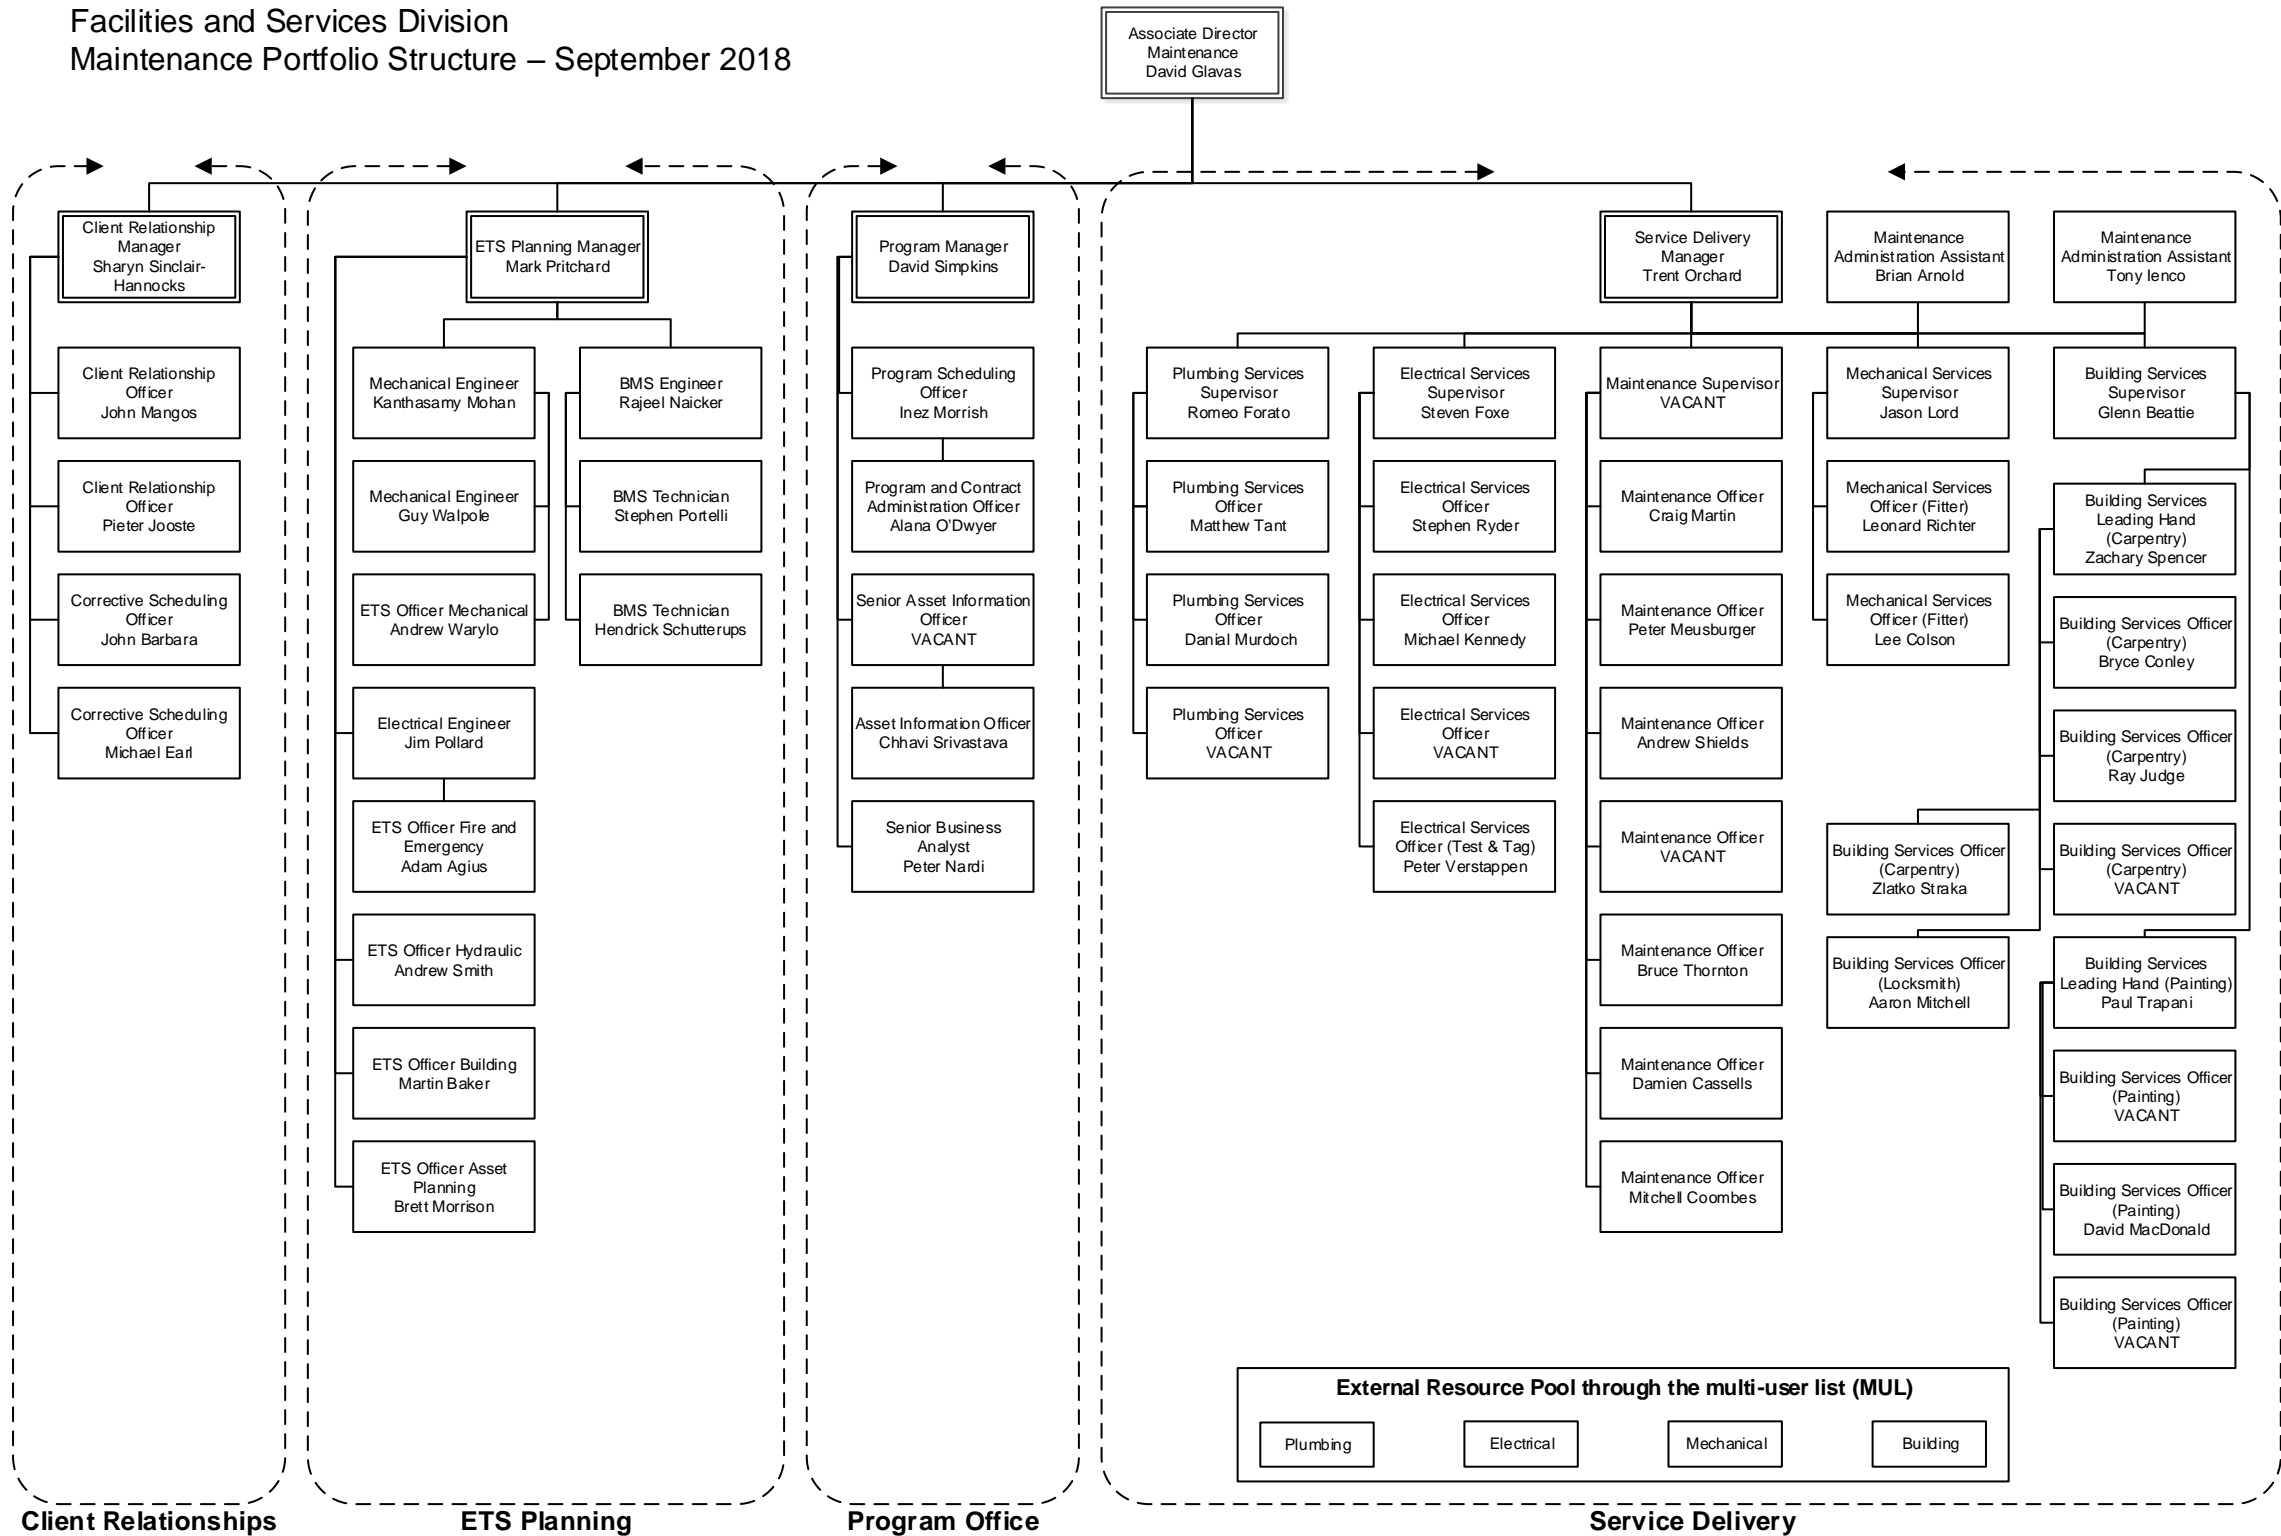 Facilities and Services Division
Maintenance Portfolio Structure – September 2018
Associate Director
Maintenance
David Glavas
Client Relationship
Manager
Sharyn Sinclair-
Hannocks
Client Relationship
Officer
John Mangos
Client Relationship
Officer
Pieter Jooste
Corrective Scheduling
Officer
John Barbara
Corrective Scheduling
Officer
Michael Earl
Client Relationships
ETS Planning Manager
Mark Pritchard
Mechanical Engineer
Kanthasamy Mohan
Mechanical Engineer
Guy Walpole
ETS Officer Mechanical
Andrew Warylo
Electrical Engineer
Jim Pollard
ETS Officer Fire and
Emergency
Adam Agius
ETS Officer Hydraulic
Andrew Smith
ETS Officer Building
Martin Baker
ETS Officer Asset
Planning
Brett Morrison
BMS Engineer
Rajeel Naicker
BMS Technician
Stephen Portelli
BMS Technician
Hendrick Schutterups
ETS Planning
Program Manager
David Simpkins
Program Scheduling
Officer
Inez Morrish
Program and Contract
Administration Officer
Alana O'Dwyer
Senior Asset Information
Officer
VACANT
Asset Information Officer
Chhavi Srivastava
Senior Business
Analyst
Peter Nardi
Program Office
Service Delivery
Manager
Trent Orchard
Maintenance
Administration Assistant
Brian Arnold
Maintenance
Administration Assistant
Tony Ienco
Plumbing Services
Supervisor
Romeo Forato
Plumbing Services
Officer
Matthew Tant
Plumbing Services
Officer
Danial Murdoch
Plumbing Services
Officer
VACANT
Electrical Services
Supervisor
Steven Foxe
Electrical Services
Officer
Stephen Ryder
Electrical Services
Officer
Michael Kennedy
Electrical Services
Officer
VACANT
Electrical Services
Officer (Test & Tag)
Peter Verstappen
Maintenance Supervisor
VACANT
Maintenance Officer
Craig Martin
Maintenance Officer
Peter Meusburger
Maintenance Officer
Andrew Shields
Maintenance Officer
VACANT
Maintenance Officer
Bruce Thornton
Maintenance Officer
Damien Cassells
Maintenance Officer
Mitchell Coombes
Mechanical Services
Supervisor
Jason Lord
Mechanical Services
Officer (Fitter)
Leonard Richter
Mechanical Services
Officer (Fitter)
Lee Colson
Building Services Officer
(Carpentry)
Zlatko Straka
Building Services Officer
(Locksmith)
Aaron Mitchell
Building Services
Supervisor
Glenn Beattie
Building Services
Leading Hand
(Carpentry)
Zachary Spencer
Building Services Officer
(Carpentry)
Bryce Conley
Building Services Officer
(Carpentry)
Ray Judge
Building Services Officer
(Carpentry)
VACANT
Building Services
Leading Hand (Painting)
Paul Trapani
Building Services Officer
(Painting)
VACANT
Building Services Officer
(Painting)
David MacDonald
Building Services Officer
(Painting)
VACANT
External Resource Pool through the multi-user list (MUL)
Plumbing
Electrical
Mechanical
Building
Service Delivery